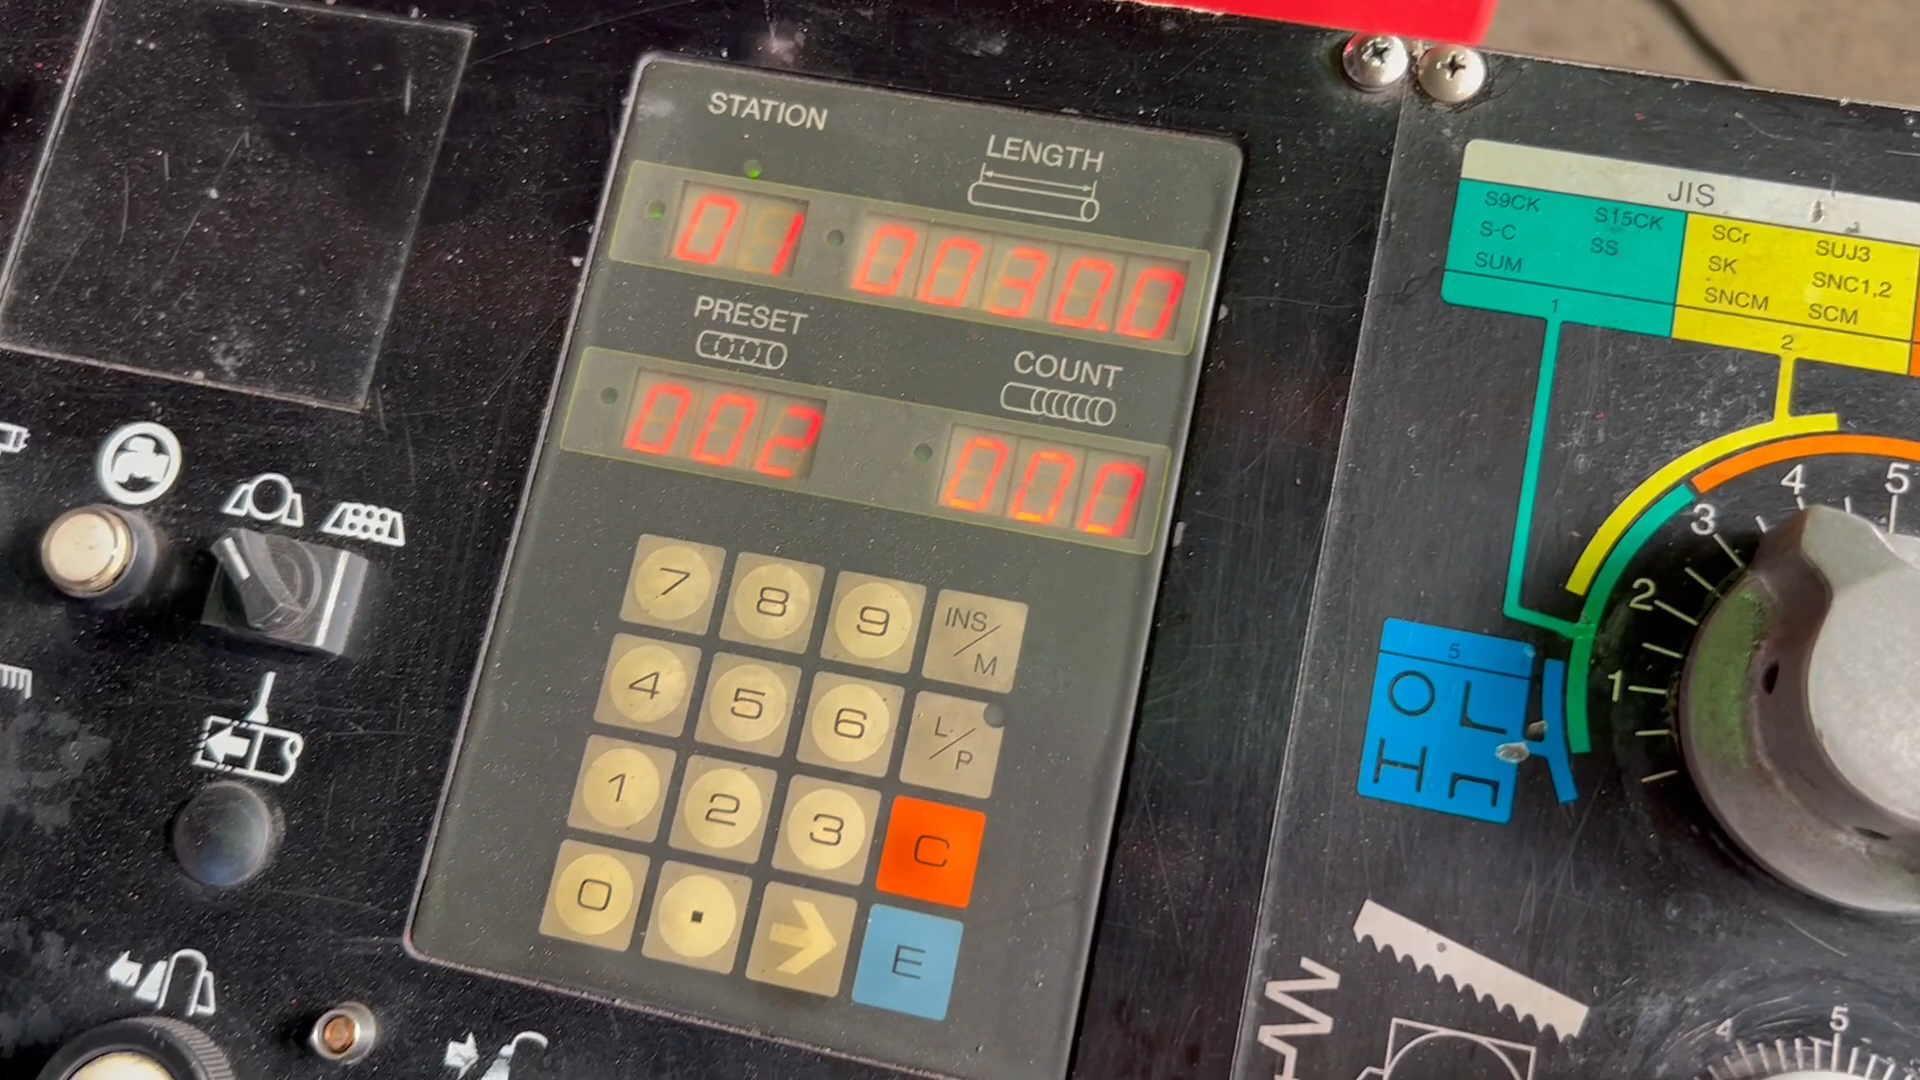 STATION
LENGTH
01 0030.0
PRESET
COUNT
002 000
7 8 9 INS/M
4 5 6 L/P
1 2 3 C
0 . → E
JIS
S9CK S15CK
S-C SS
SUM
1
SCr SUJ3
SK SNC1,2
SNCM SCM
2
5
1
2
3
4
5
4
5